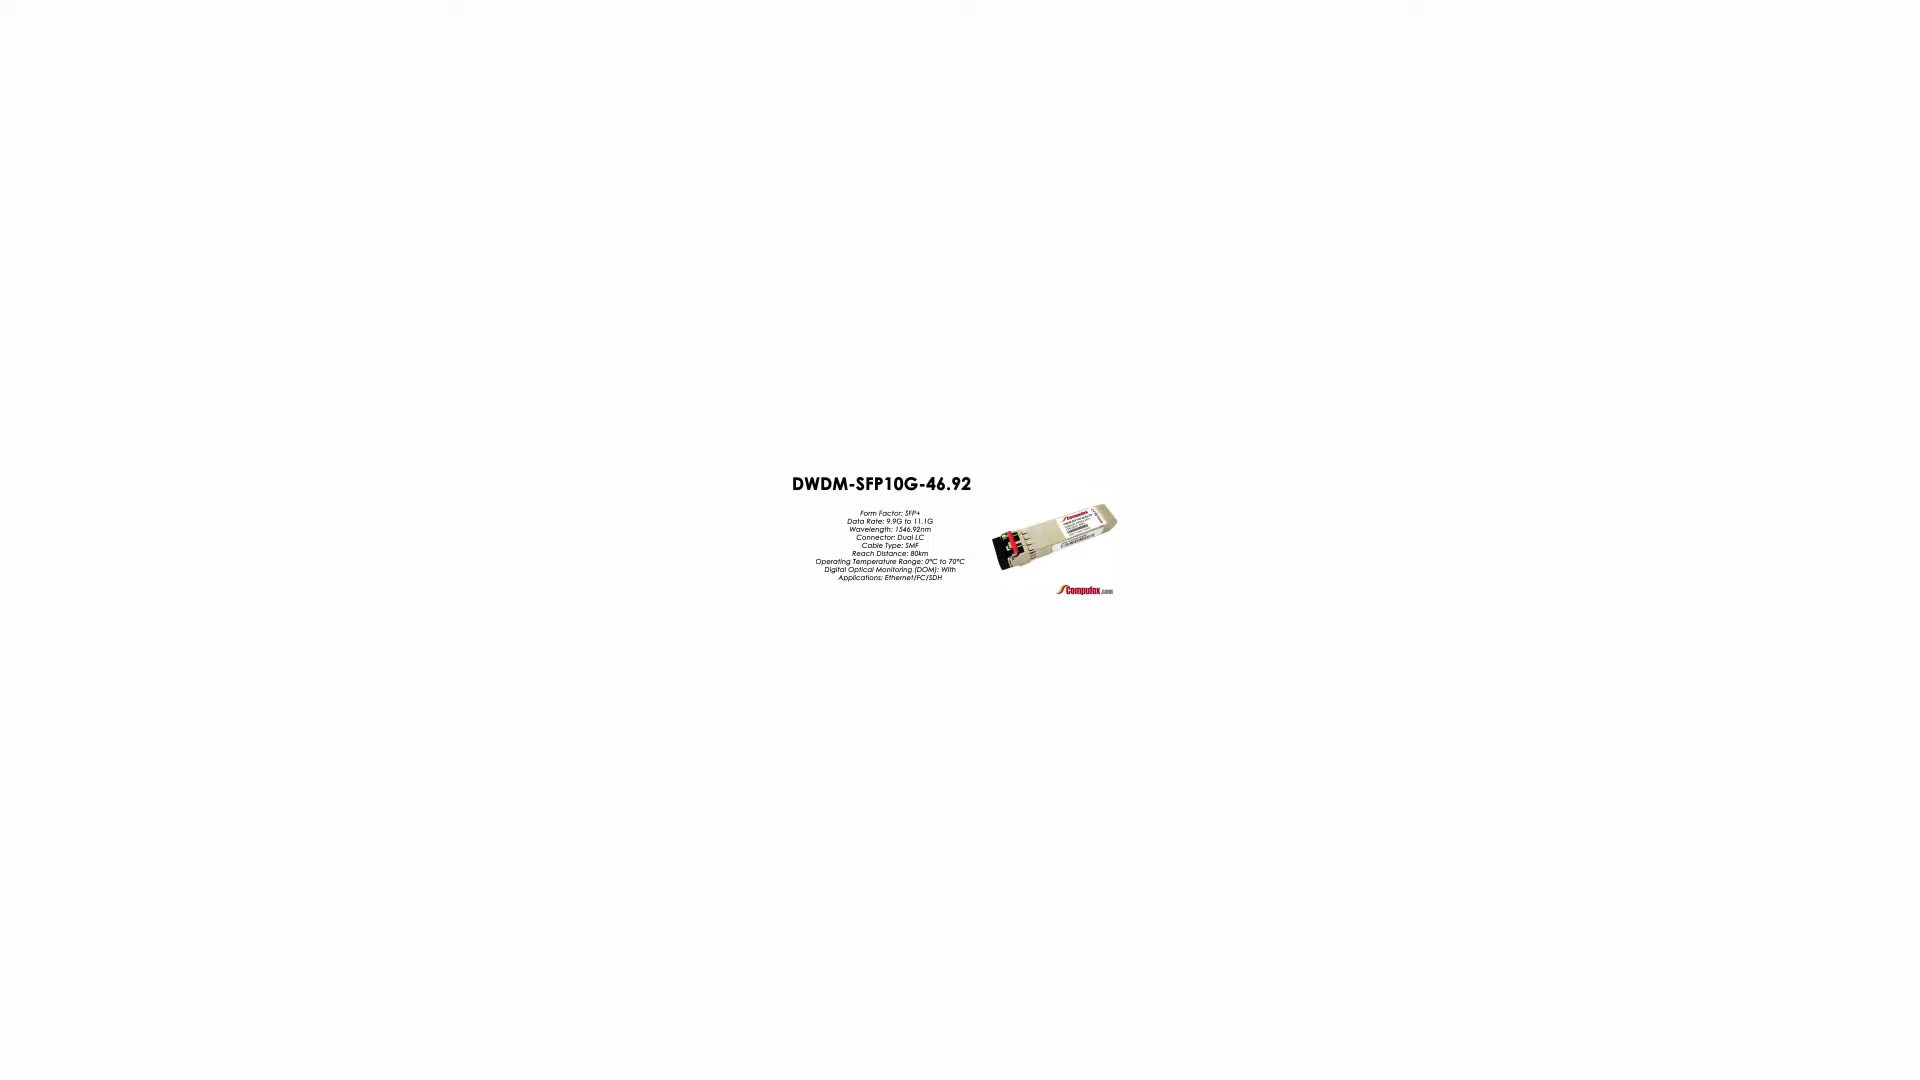 DWDM-SFP10G-46.92
Form Factor: SFP+
Data Rate: 9.9G to 11.1G
Wavelength: 1546.92nm
Connector: Dual LC
Cable Type: SMF
Reach Distance: 80km
Operating Temperature Range: 0°C to 70°C
Digital Optical Monitoring (DOM): With
Applications: Ethernet/FC/SDH
Compufox
Compufox.com